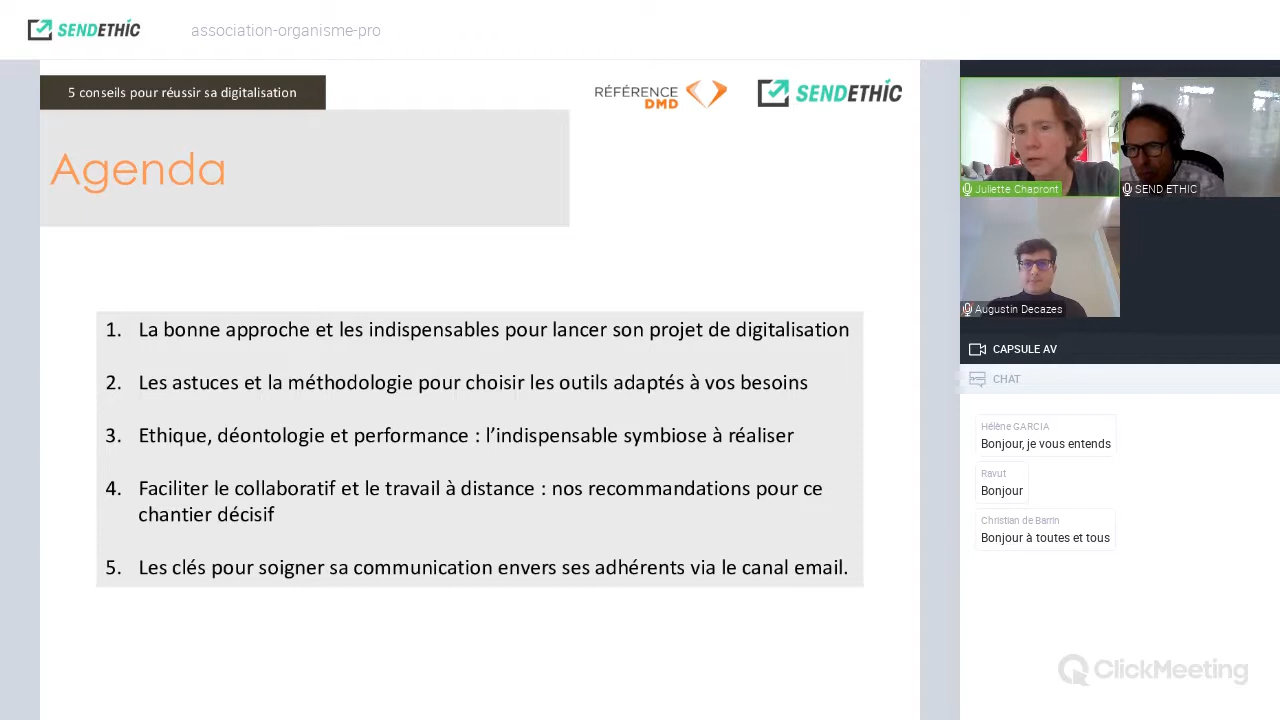 SENDETHIC
association-organisme-pro
5 conseils pour réussir sa digitalisation
RÉFÉRENCE
DMD
SENDETHIC
Agenda
1. La bonne approche et les indispensables pour lancer son projet de digitalisation
2. Les astuces et la méthodologie pour choisir les outils adaptés à vos besoins
3. Ethique, déontologie et performance : l’indispensable symbiose à réaliser
4. Faciliter le collaboratif et le travail à distance : nos recommandations pour ce
chantier décisif
5. Les clés pour soigner sa communication envers ses adhérents via le canal email.
Juliette Chapront
SEND ETHIC
Augustin Decazes
CAPSULE AV
CHAT
Hélène GARCIA
Bonjour, je vous entends
Ravut
Bonjour
Christian de Barrin
Bonjour à toutes et tous
ClickMeeting